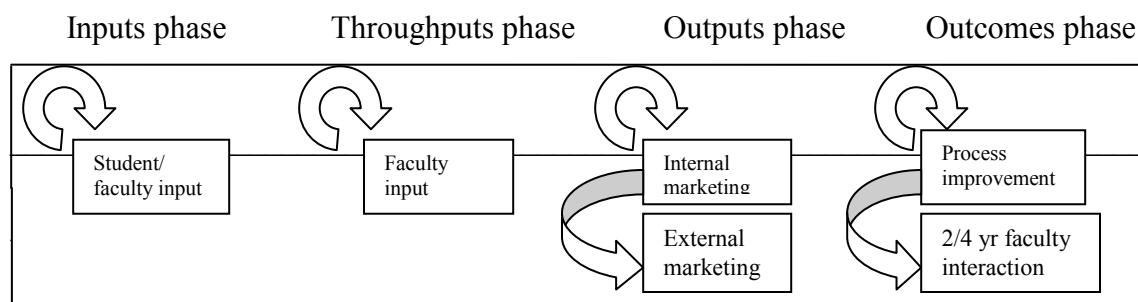 Inputs phase
Throughputs phase
Outputs phase
Outcomes phase
Student/
faculty input
Faculty
input
Internal
marketing
Process
improvement
External
marketing
2/4 yr faculty
interaction